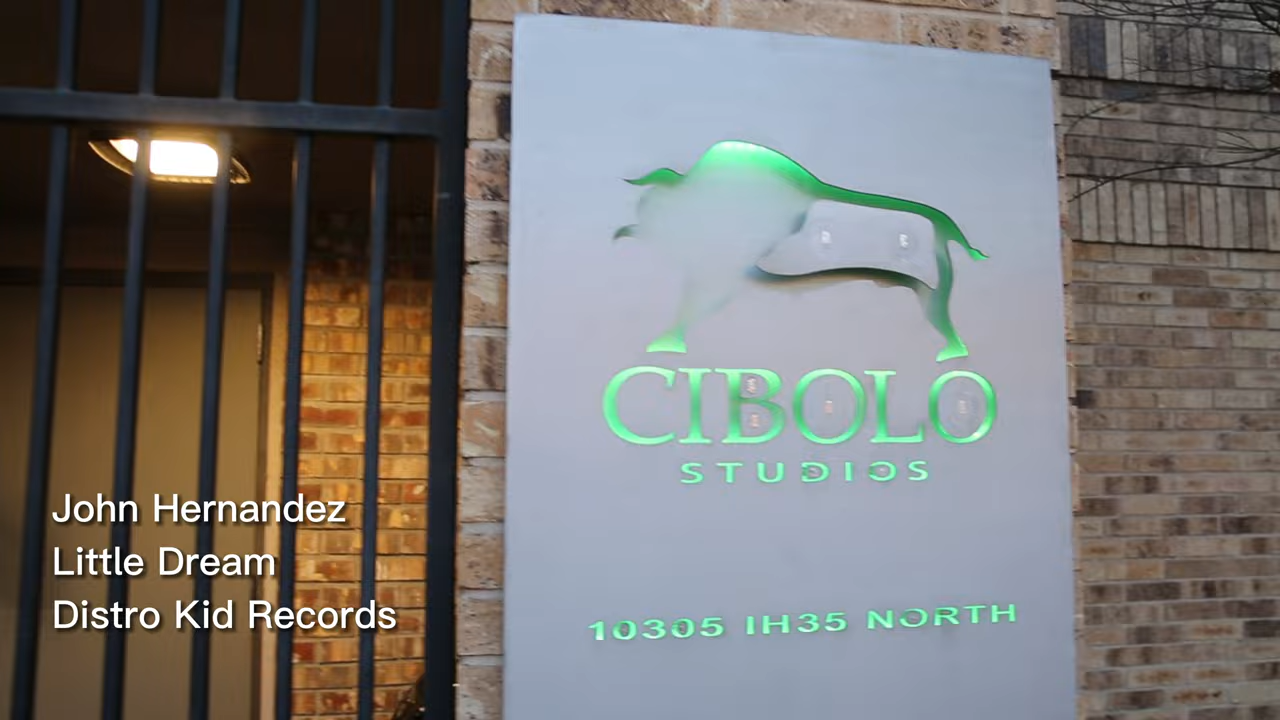 CIBOLO
STUDIOS
10305 IH35 NORTH
John Hernandez
Little Dream
Distro Kid Records